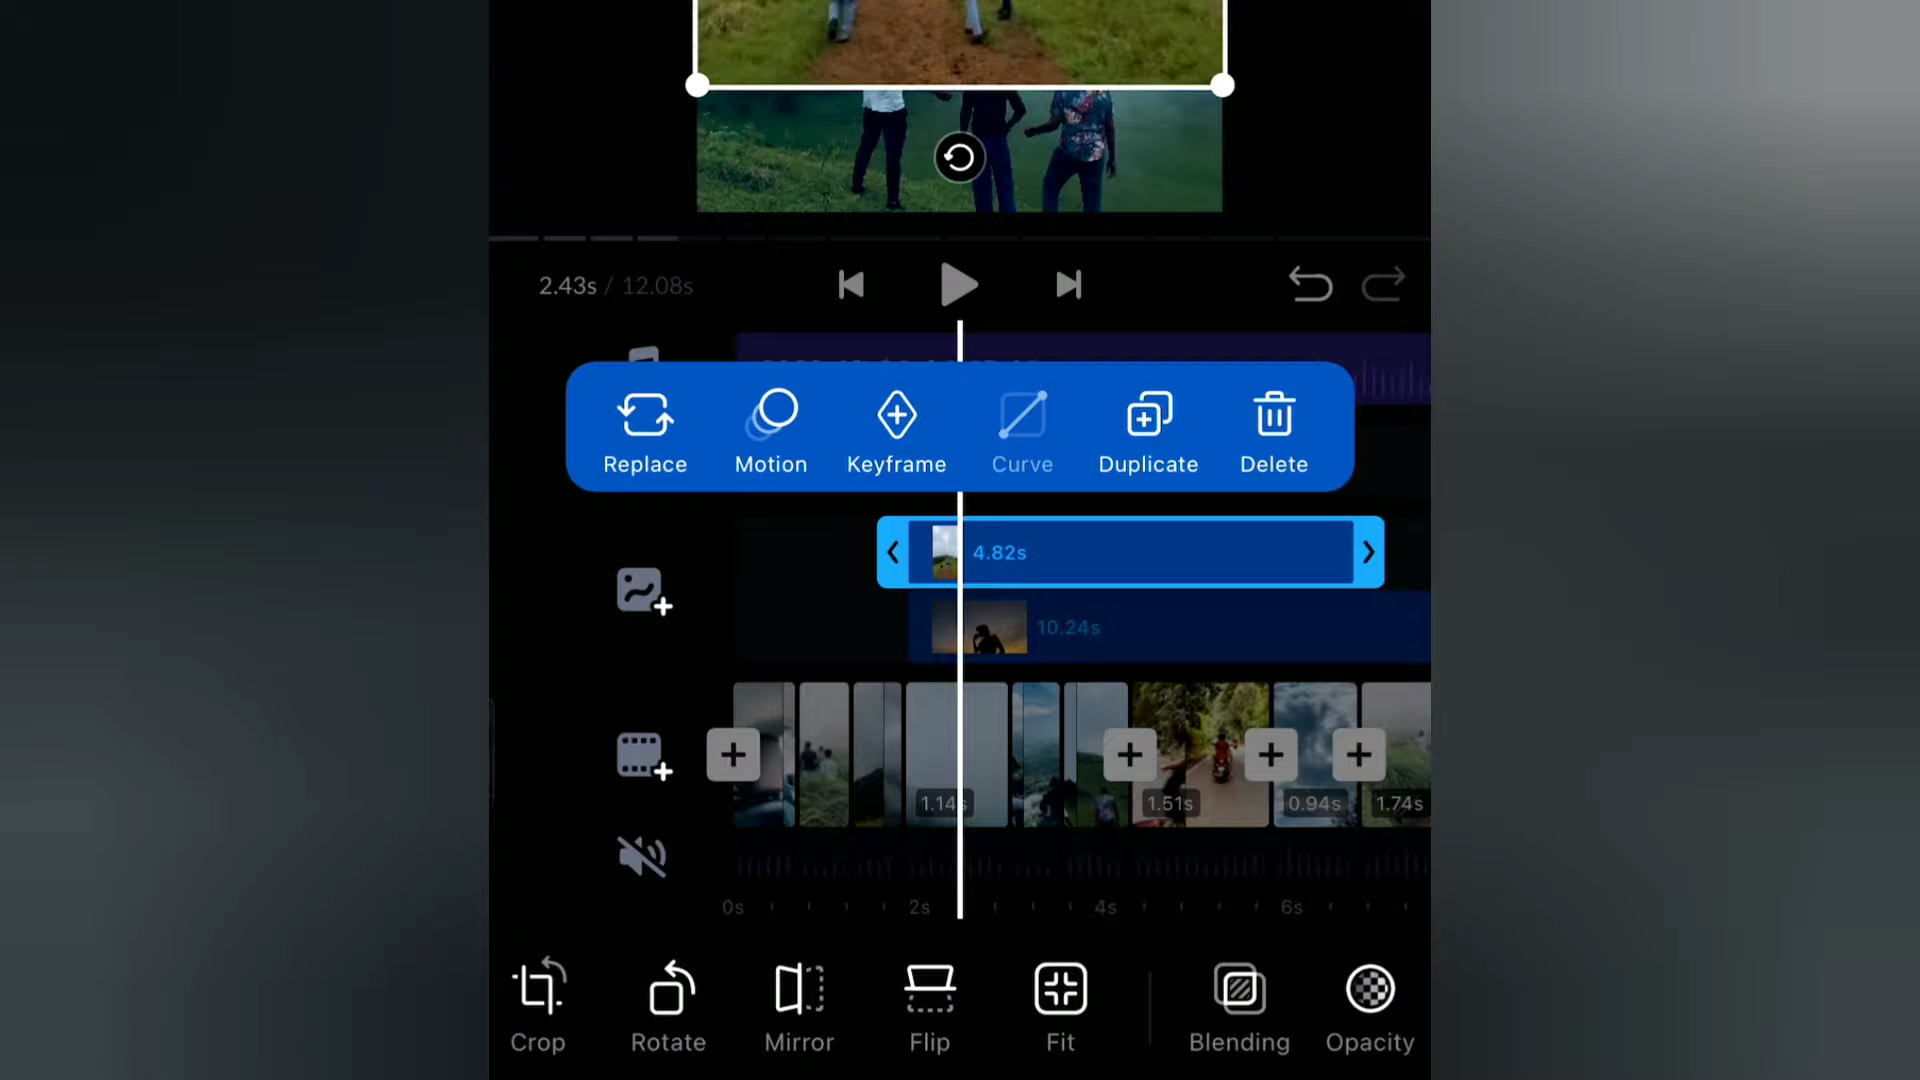 2.43s / 12.08s
Replace Motion Keyframe Curve Duplicate Delete
4.82s
10.24s
1.14s 1.51s 0.94s 1.74s
0s 2s 4s 6s
Crop Rotate Mirror Flip Fit Blending Opacity